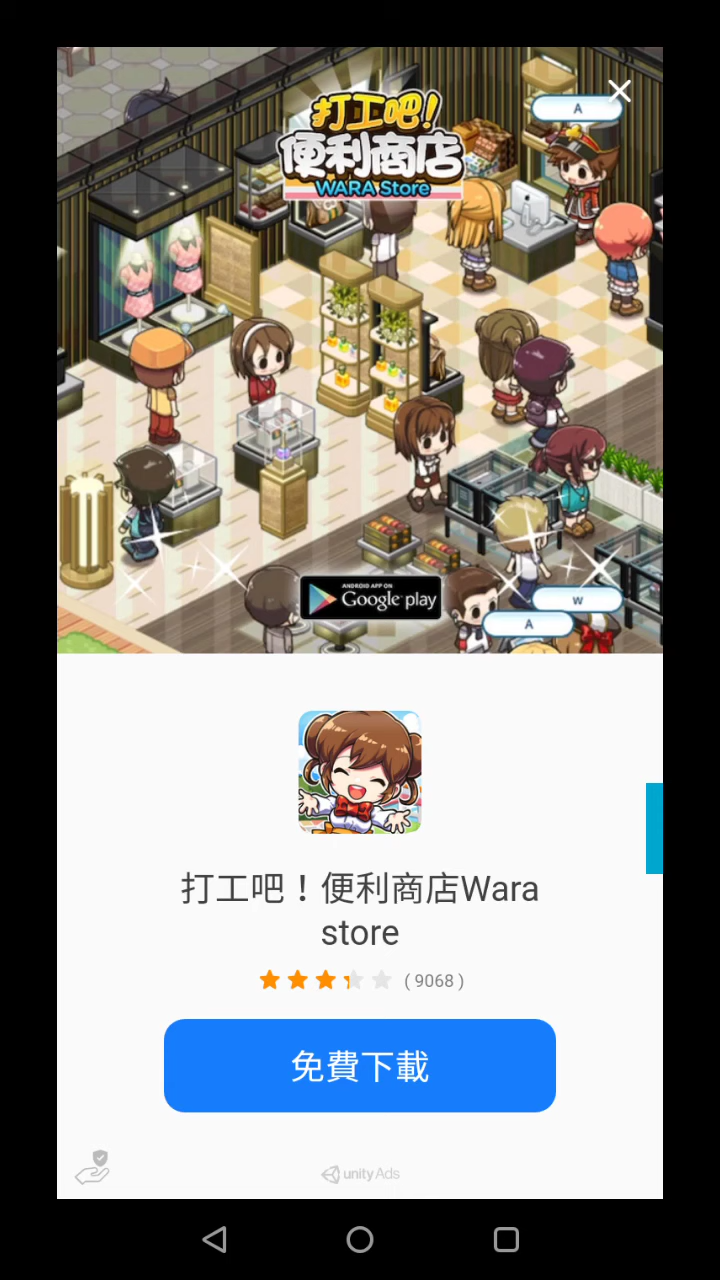 A
打工吧!
便利商店
WARA Store
ANDROID APP ON
Google play
w
A
打工吧！便利商店Wara
store
( 9068 )
免費下載
unity Ads